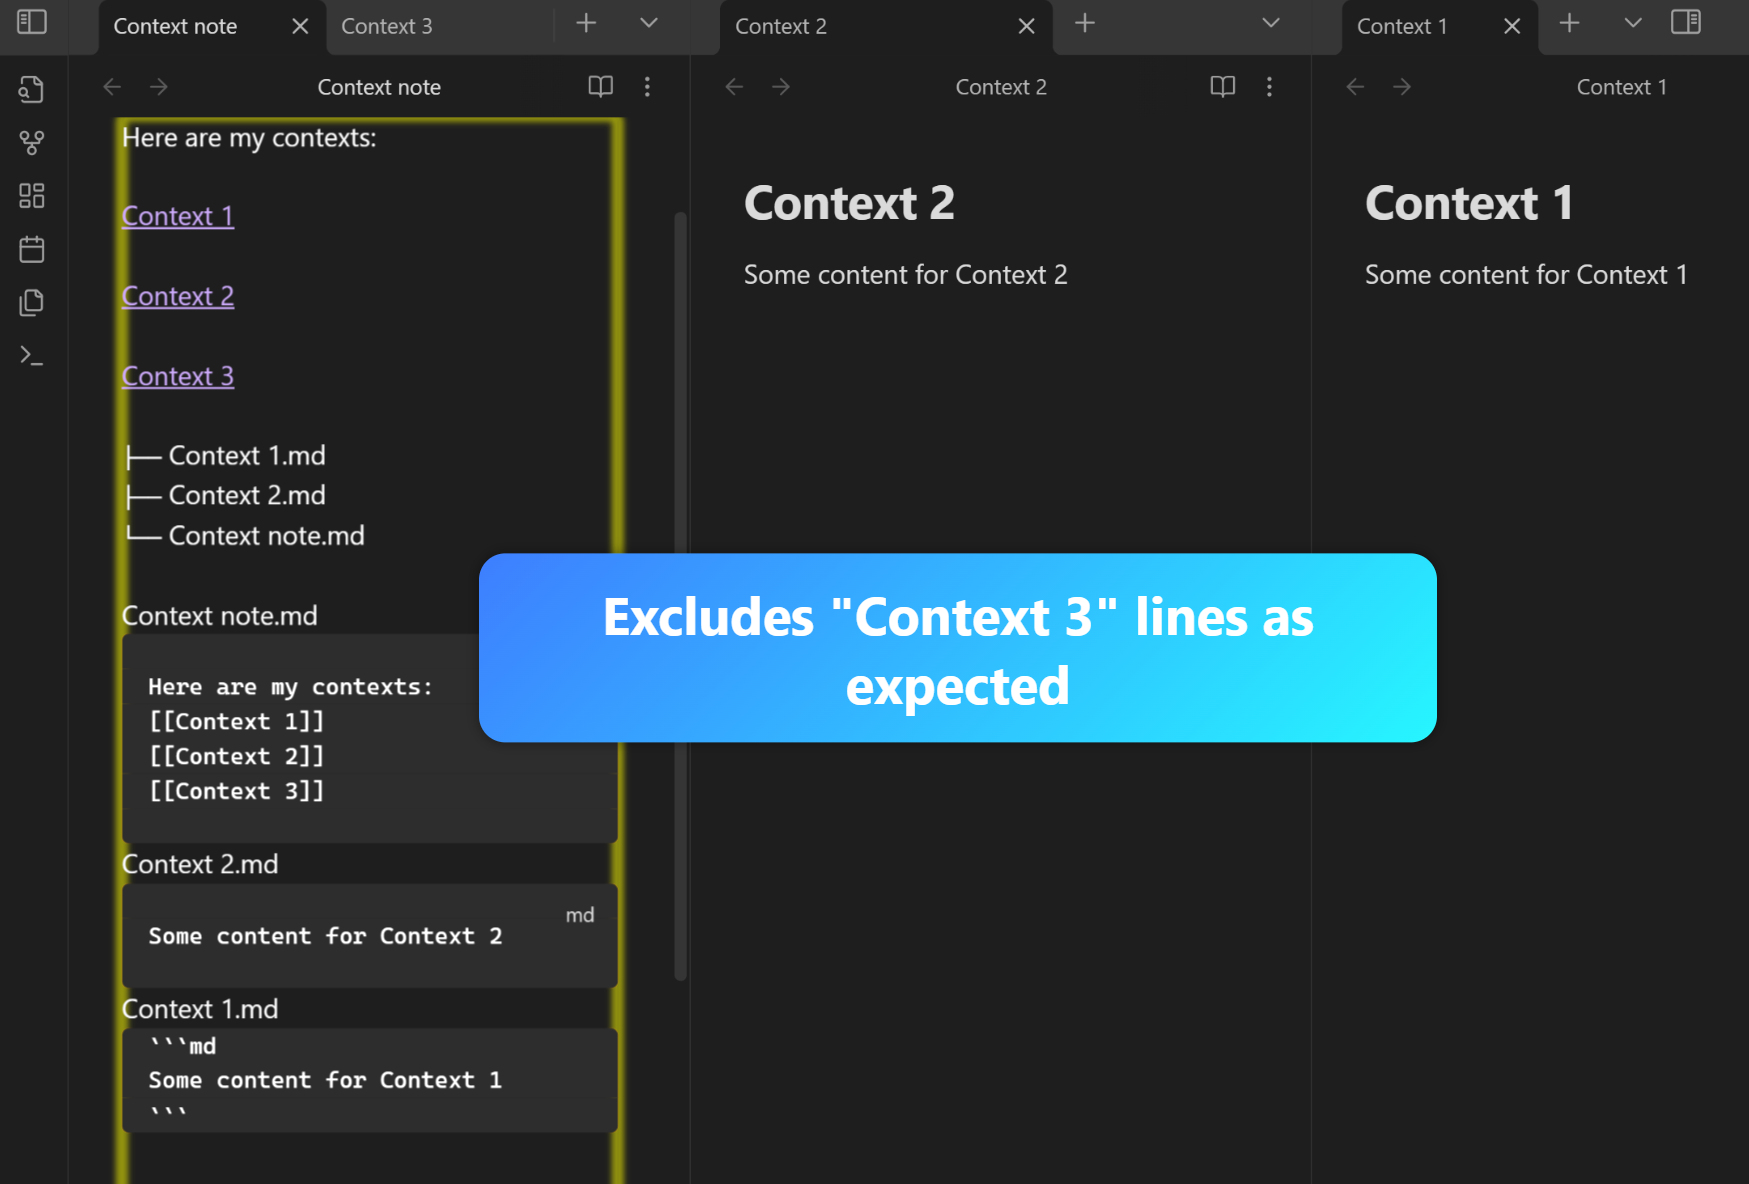 Context note
Context 3
Context 2
Context 1
Context note
Context 2
Context 1
Here are my contexts:
Context 1
Context 2
Context 3
├── Context 1.md
├── Context 2.md
└── Context note.md
Context note.md
Here are my contexts:
[[Context 1]]
[[Context 2]]
[[Context 3]]
Context 2.md
md
Some content for Context 2
Context 1.md
```md
Some content for Context 1
```
Context 2
Some content for Context 2
Context 1
Some content for Context 1
Excludes "Context 3" lines as
expected